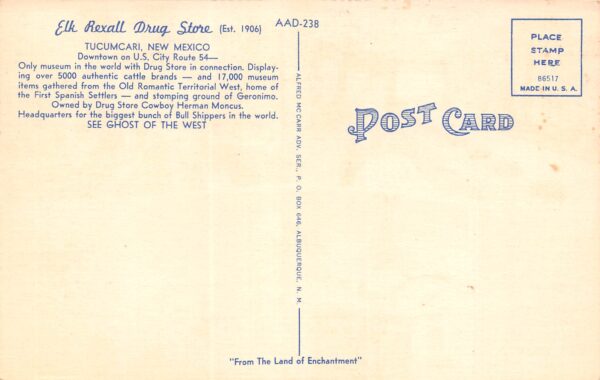 Elk Rexall Drug Store (Est. 1906)
TUCUMCARI, NEW MEXICO
Downtown on U.S. City Route 54—
Only museum in the world with Drug Store in connection. Display-
ing over 5000 authentic cattle brands — and 17,000 museum
items gathered from the Old Romantic Territorial West, home of
the First Spanish Settlers — and stomping ground of Geronimo.
Owned by Drug Store Cowboy Herman Moncus.
Headquarters for the biggest bunch of Bull Shippers in the world.
SEE GHOST OF THE WEST
AAD-238
ALFRED MC CARR ADV. SER., P. O. BOX 646, ALBUQUERQUE, N. M.
POST CARD
PLACE
STAMP
HERE
86517
MADE IN U. S. A.
"From The Land of Enchantment"